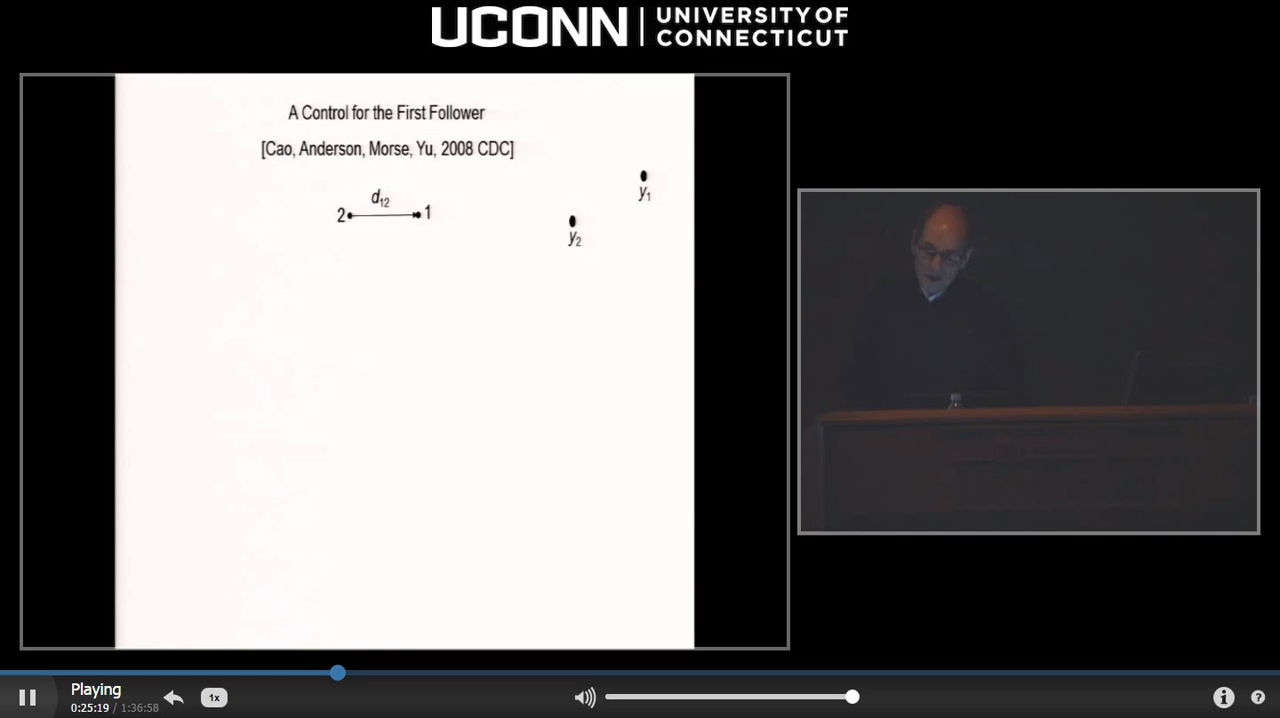 UCONN
UNIVERSITY OF
CONNECTICUT
A Control for the First Follower
[Cao, Anderson, Morse, Yu, 2008 CDC]
d12
2
1
y1
y2
Playing
0:25:19 / 1:36:58
1x
i
?